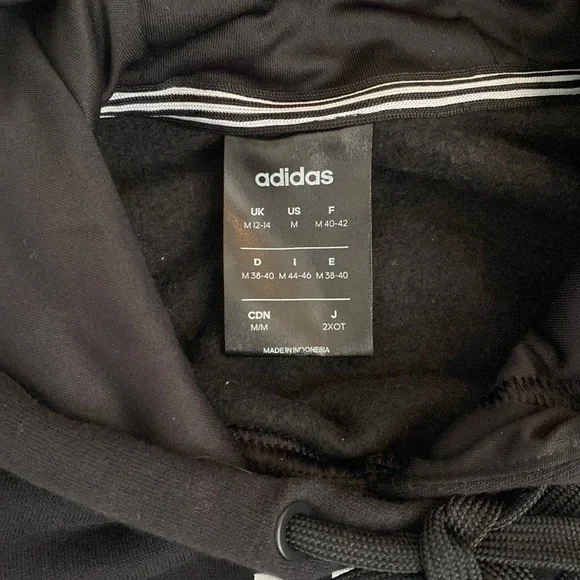 adidas
UK US F
M 12-14 M M 40-42
D I E
M 38-40 M 44-46 M 38-40
CDN J
M/M 2XOT
MADE IN INDONESIA